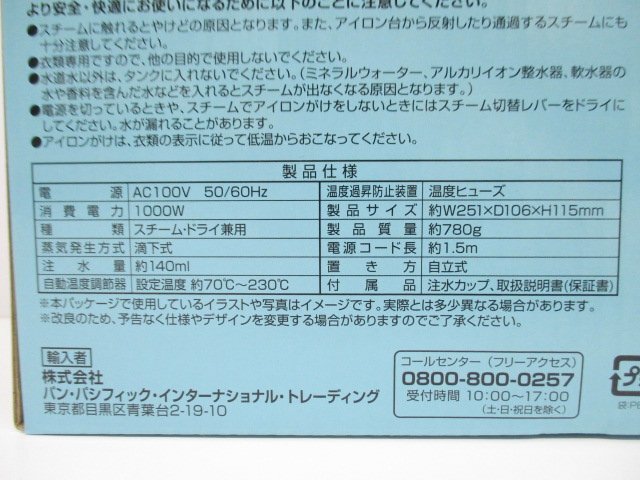 より安全・快適にお使いになるために以下のことに注意してください。
●スチームに触れるとやけどの原因となります。また、アイロン台から反射したり通過するスチームにも
十分注意してください。
●衣類専用ですので、他の目的で使用しないでください。
●水道水以外は、タンクに入れないでください。(ミネラルウォーター、アルカリイオン整水器、軟水器の
水や香料を含んだ水などを入れるとスチームが出なくなる原因となります。)
●電源を切っているときや、スチームでアイロンがけをしないときにはスチーム切替レバーをドライに
してください。水が漏れることがあります。
●アイロンがけは、衣類の表示に従って低温からおこなってください。
製品仕様
電源 AC100V 50/60Hz 温度過昇防止装置 温度ヒューズ
消費電力 1000W 製品サイズ 約W251×D106×H115mm
種類 スチーム・ドライ兼用 製品質量 約780g
蒸気発生方式 滴下式 電源コード長 約1.5m
注水量 約140ml 置き方 自立式
自動温度調節器 設定温度 約70℃〜230℃ 付属品 注水カップ、取扱説明書(保証書)
※本パッケージで使用しているイラストや写真はイメージです。実際とは多少異なる場合があります。
※改良のため、予告なく仕様やデザインを変更する場合がありますのでご了承ください。
輸入者
株式会社
パン・パシフィック・インターナショナル・トレーディング
東京都目黒区青葉台2-19-10
コールセンター（フリーアクセス）
0800-800-0257
受付時間 10:00〜17:00
(土・日・祝日を除く)
プラ